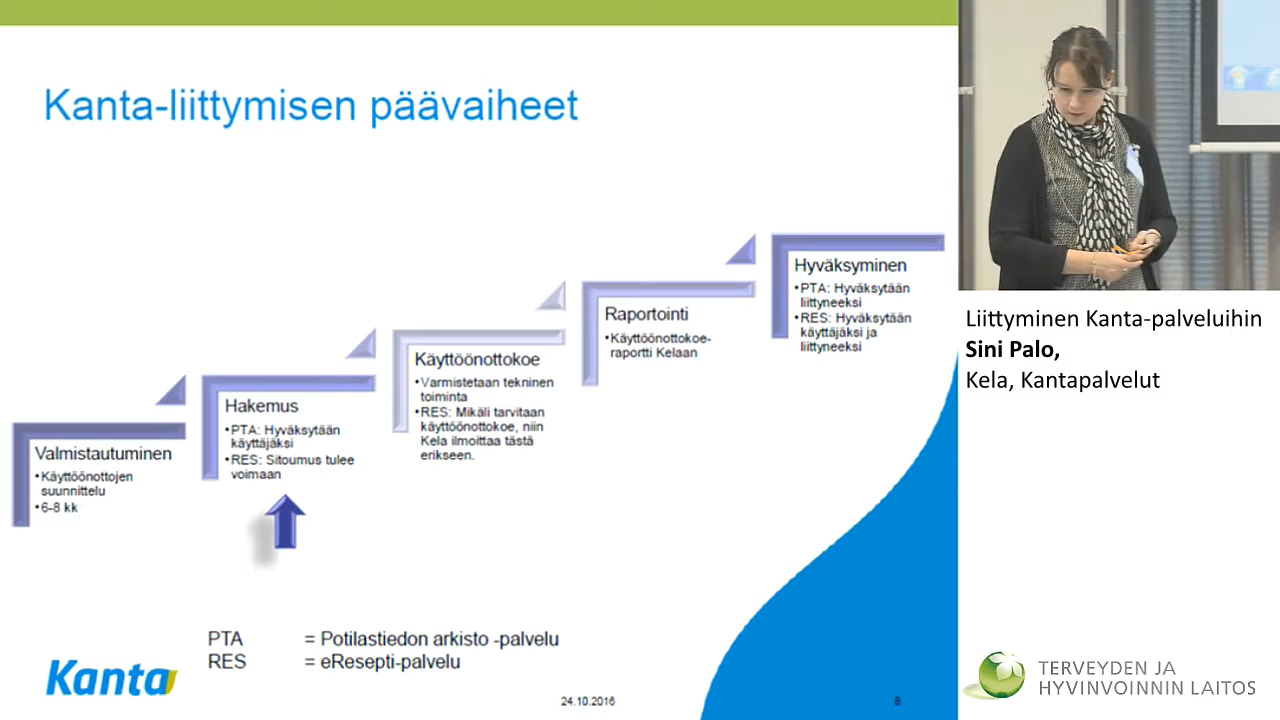 Kanta-liittymisen päävaiheet
Valmistautuminen
•Käyttöönottojen
suunnittelu
•6-8 kk
Hakemus
•PTA: Hyväksytään
käyttäjäksi
•RES: Sitoumus tulee
voimaan
Käyttöönottokoe
•Varmistetaan tekninen
toiminta
•RES: Mikäli tarvitaan
käyttöönottokoe, niin
Kela ilmoittaa tästä
erikseen.
Raportointi
•Käyttöönottokoe-
raportti Kelaan
Hyväksyminen
•PTA: Hyväksytään
liittyneeksi
•RES: Hyväksytään
käyttäjäksi ja
liittyneeksi
PTA = Potilastiedon arkisto -palvelu
RES = eResepti-palvelu
Kanta
24.10.2016
8
Liittyminen Kanta-palveluihin
Sini Palo,
Kela, Kantapalvelut
TERVEYDEN JA
HYVINVOINNIN LAITOS